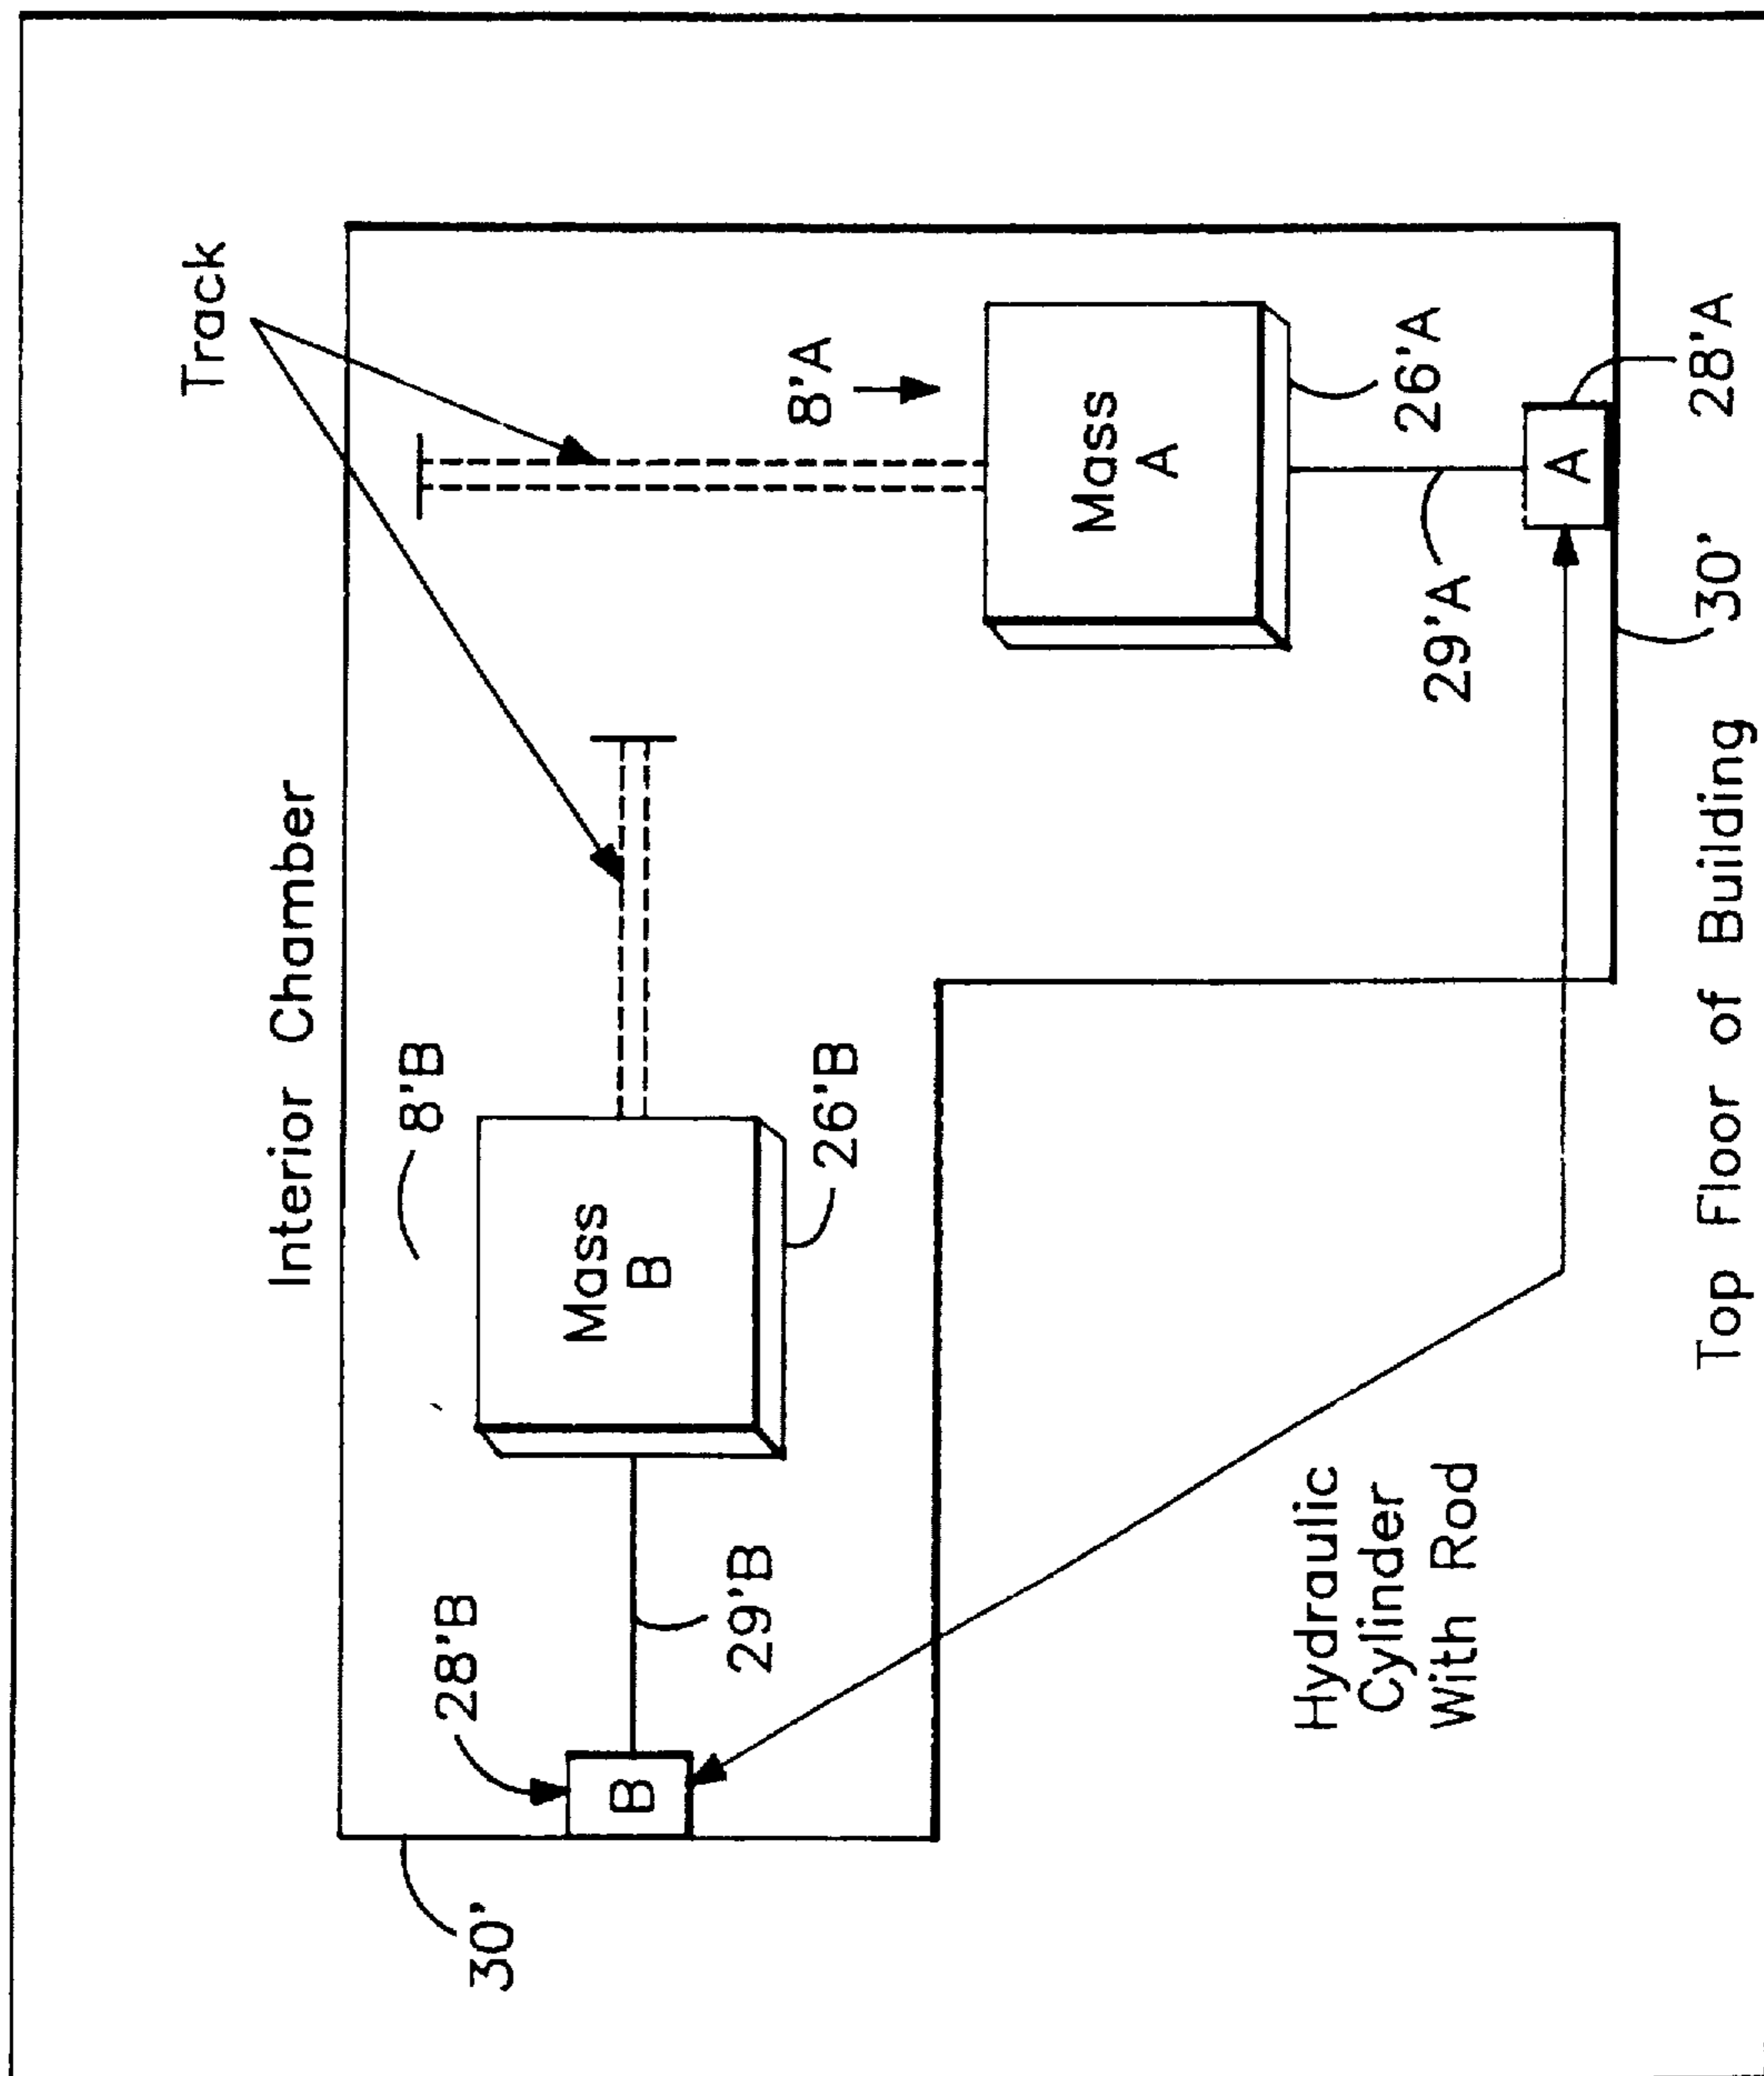 Track
Interior Chamber
8'B
28'B
30'
Mass
B
B
29'B
8'A
26'B
Mass
A
Hydraulic
Cylinder
With Rod
26'A
29'A
A
Top Floor of Building
30'
28'A